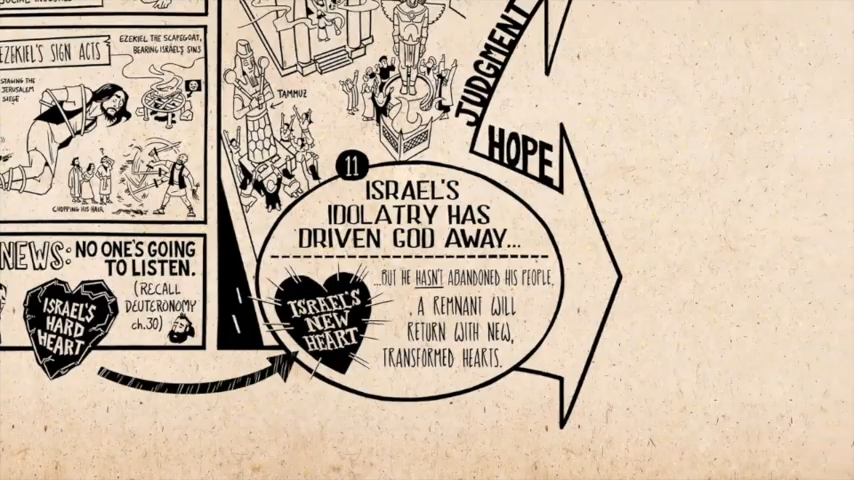 EZEKIEL'S SIGN ACTS
STAGING THE
JERUSALEM
SIEGE
EZEKIEL THE SCAPEGOAT,
BEARING ISRAEL'S SINS
CHOPPING HIS HAIR
NEWS: NO ONE'S GOING
TO LISTEN.
(RECALL
DEUTERONOMY
ch.30)
ISRAEL'S
HARD
HEART
TAMMUZ
11
ISRAEL'S
IDOLATRY HAS
DRIVEN GOD AWAY...
...BUT HE HASN'T ABANDONED HIS PEOPLE.
A REMNANT WILL
RETURN WITH NEW,
TRANSFORMED HEARTS.
ISRAEL'S
NEW
HEART
JUDGMENT
HOPE